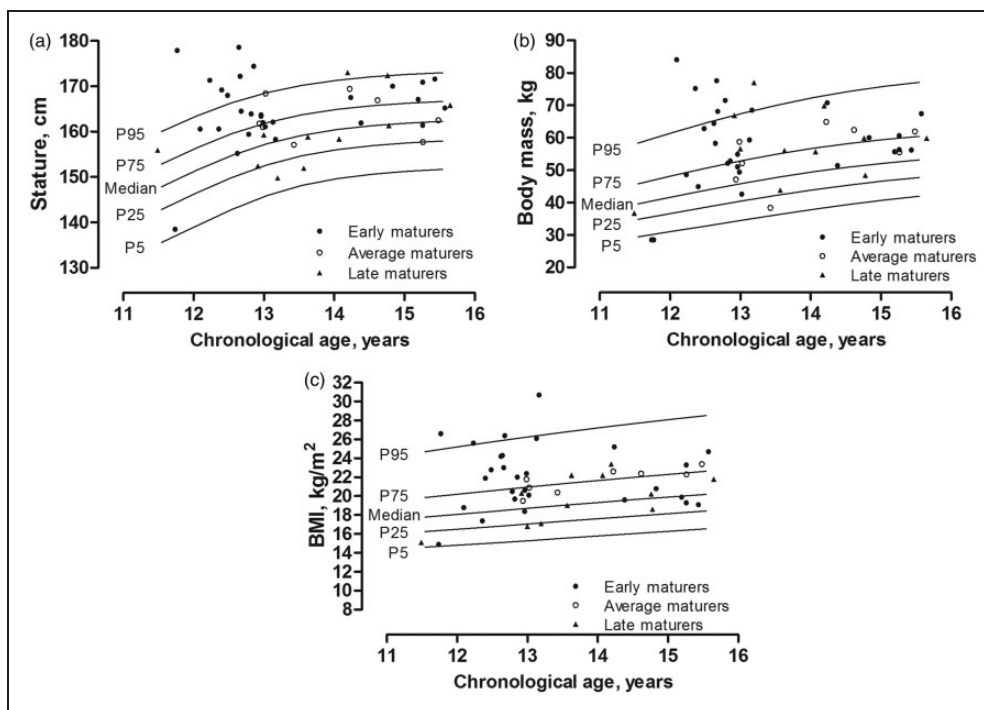 (a)
180
170
160
150
140
130
Stature, cm
P95
P75
Median
P25
P5
Early maturers
Average maturers
Late maturers
11 12 13 14 15 16
Chronological age, years
(b)
90
80
70
60
50
40
30
20
Body mass, kg
P95
P75
Median
P25
P5
Early maturers
Average maturers
Late maturers
11 12 13 14 15 16
Chronological age, years
(c)
32
30
28
26
24
22
20
18
16
14
12
10
8
BMI, kg/m²
P95
P75
Median
P25
P5
Early maturers
Average maturers
Late maturers
11 12 13 14 15 16
Chronological age, years